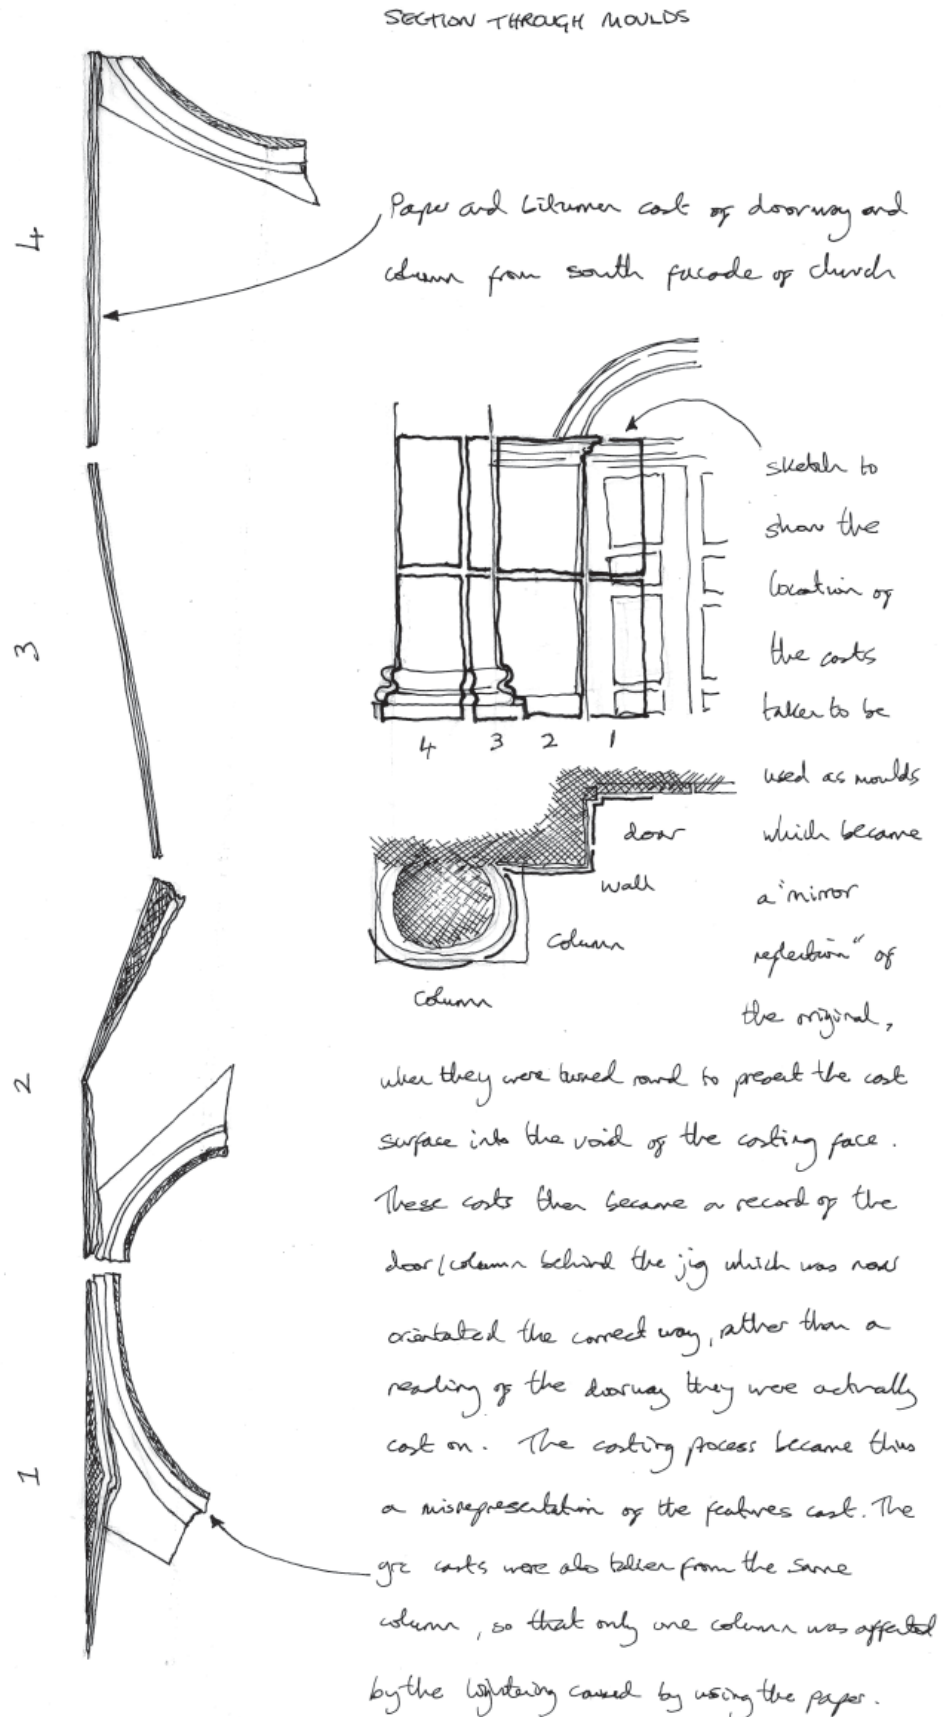 SECTION THROUGH MOULDS
4
Paper and bitumen cast of doorway and
column from south facade of church
sketch to
show the
location of
the casts
taken to be
used as moulds
which became
a "mirror
reflection" of
the original,
3
4 3 2 1
door
wall
column
column
2
when they were turned round to present the cast
surface into the void of the casting face.
These casts then became a record of the
door/column behind the jig which was now
orientated the correct way, rather than a
reading of the doorway they were actually
cast on. The casting process became thus
a misrepresentation of the features cast. The
grc casts were also taken from the same
column, so that only one column was affected
by the lightening caused by using the paper.
1